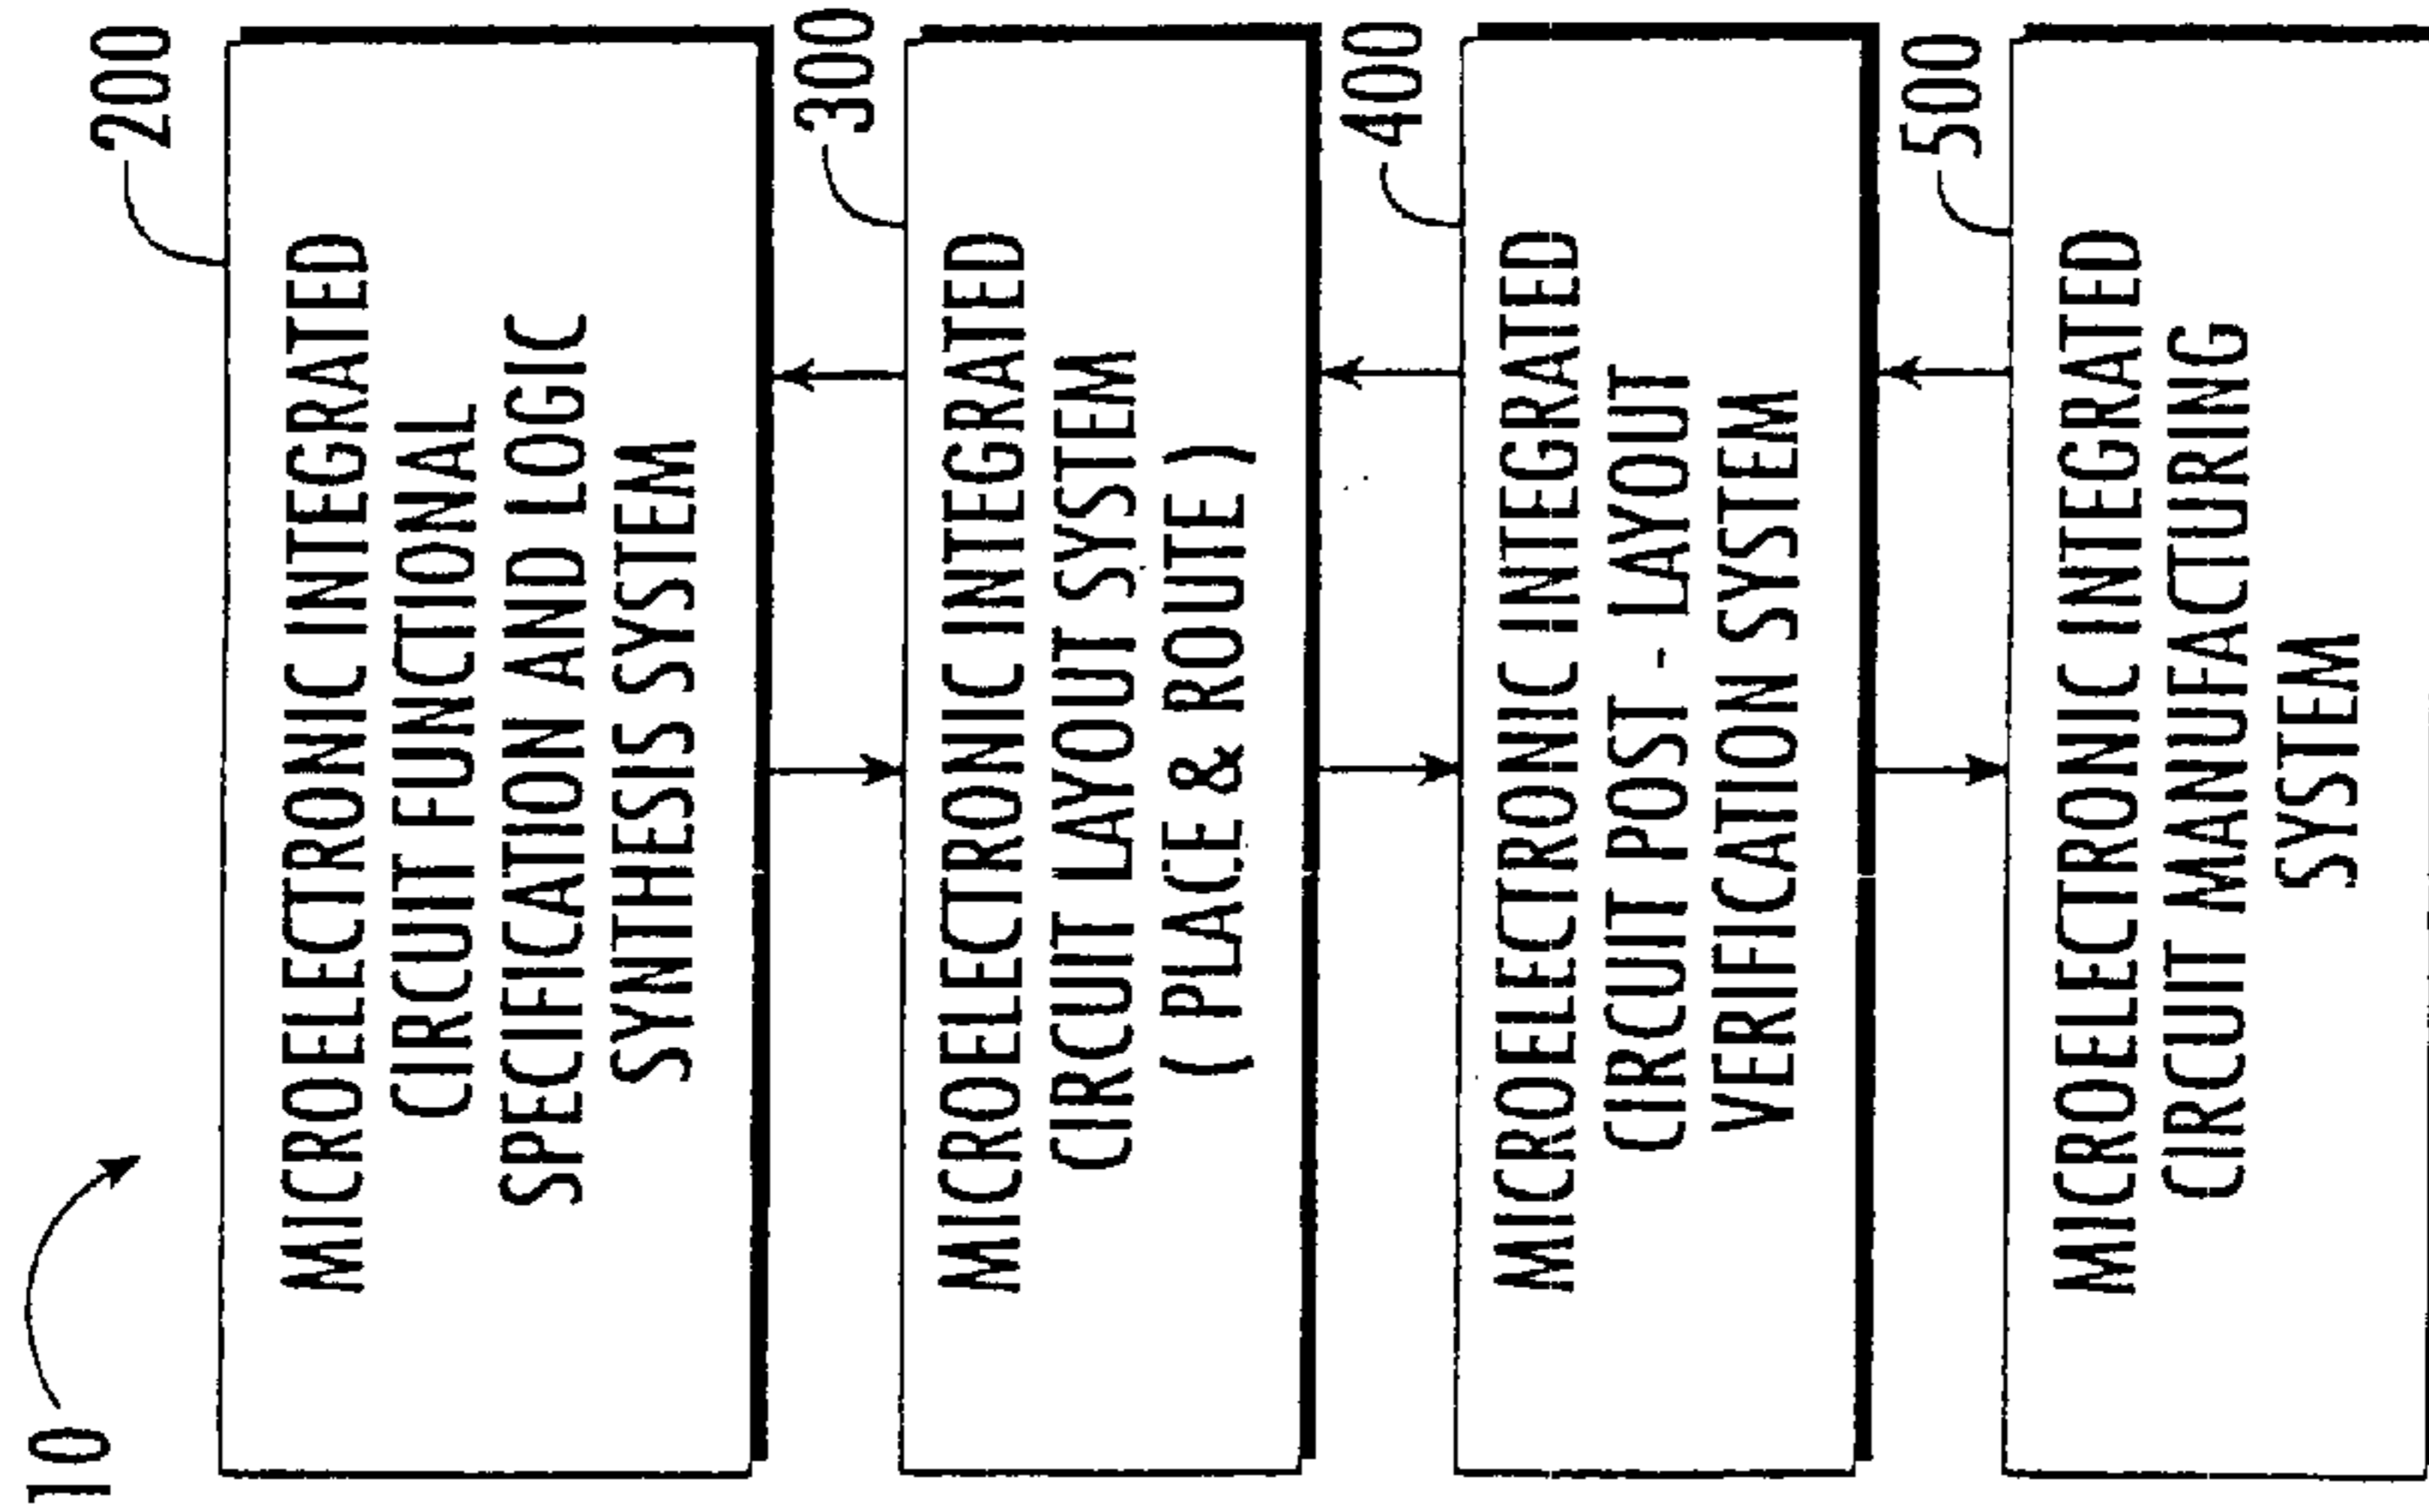 10
200
MICROELECTRONIC INTEGRATED
CIRCUIT FUNCTIONAL
SPECIFICATION AND LOGIC
SYNTHESIS SYSTEM
300
MICROELECTRONIC INTEGRATED
CIRCUIT LAYOUT SYSTEM
( PLACE & ROUTE )
400
MICROELECTRONIC INTEGRATED
CIRCUIT POST - LAYOUT
VERIFICATION SYSTEM
500
MICROELECTRONIC INTEGRATED
CIRCUIT MANUFACTURING
SYSTEM